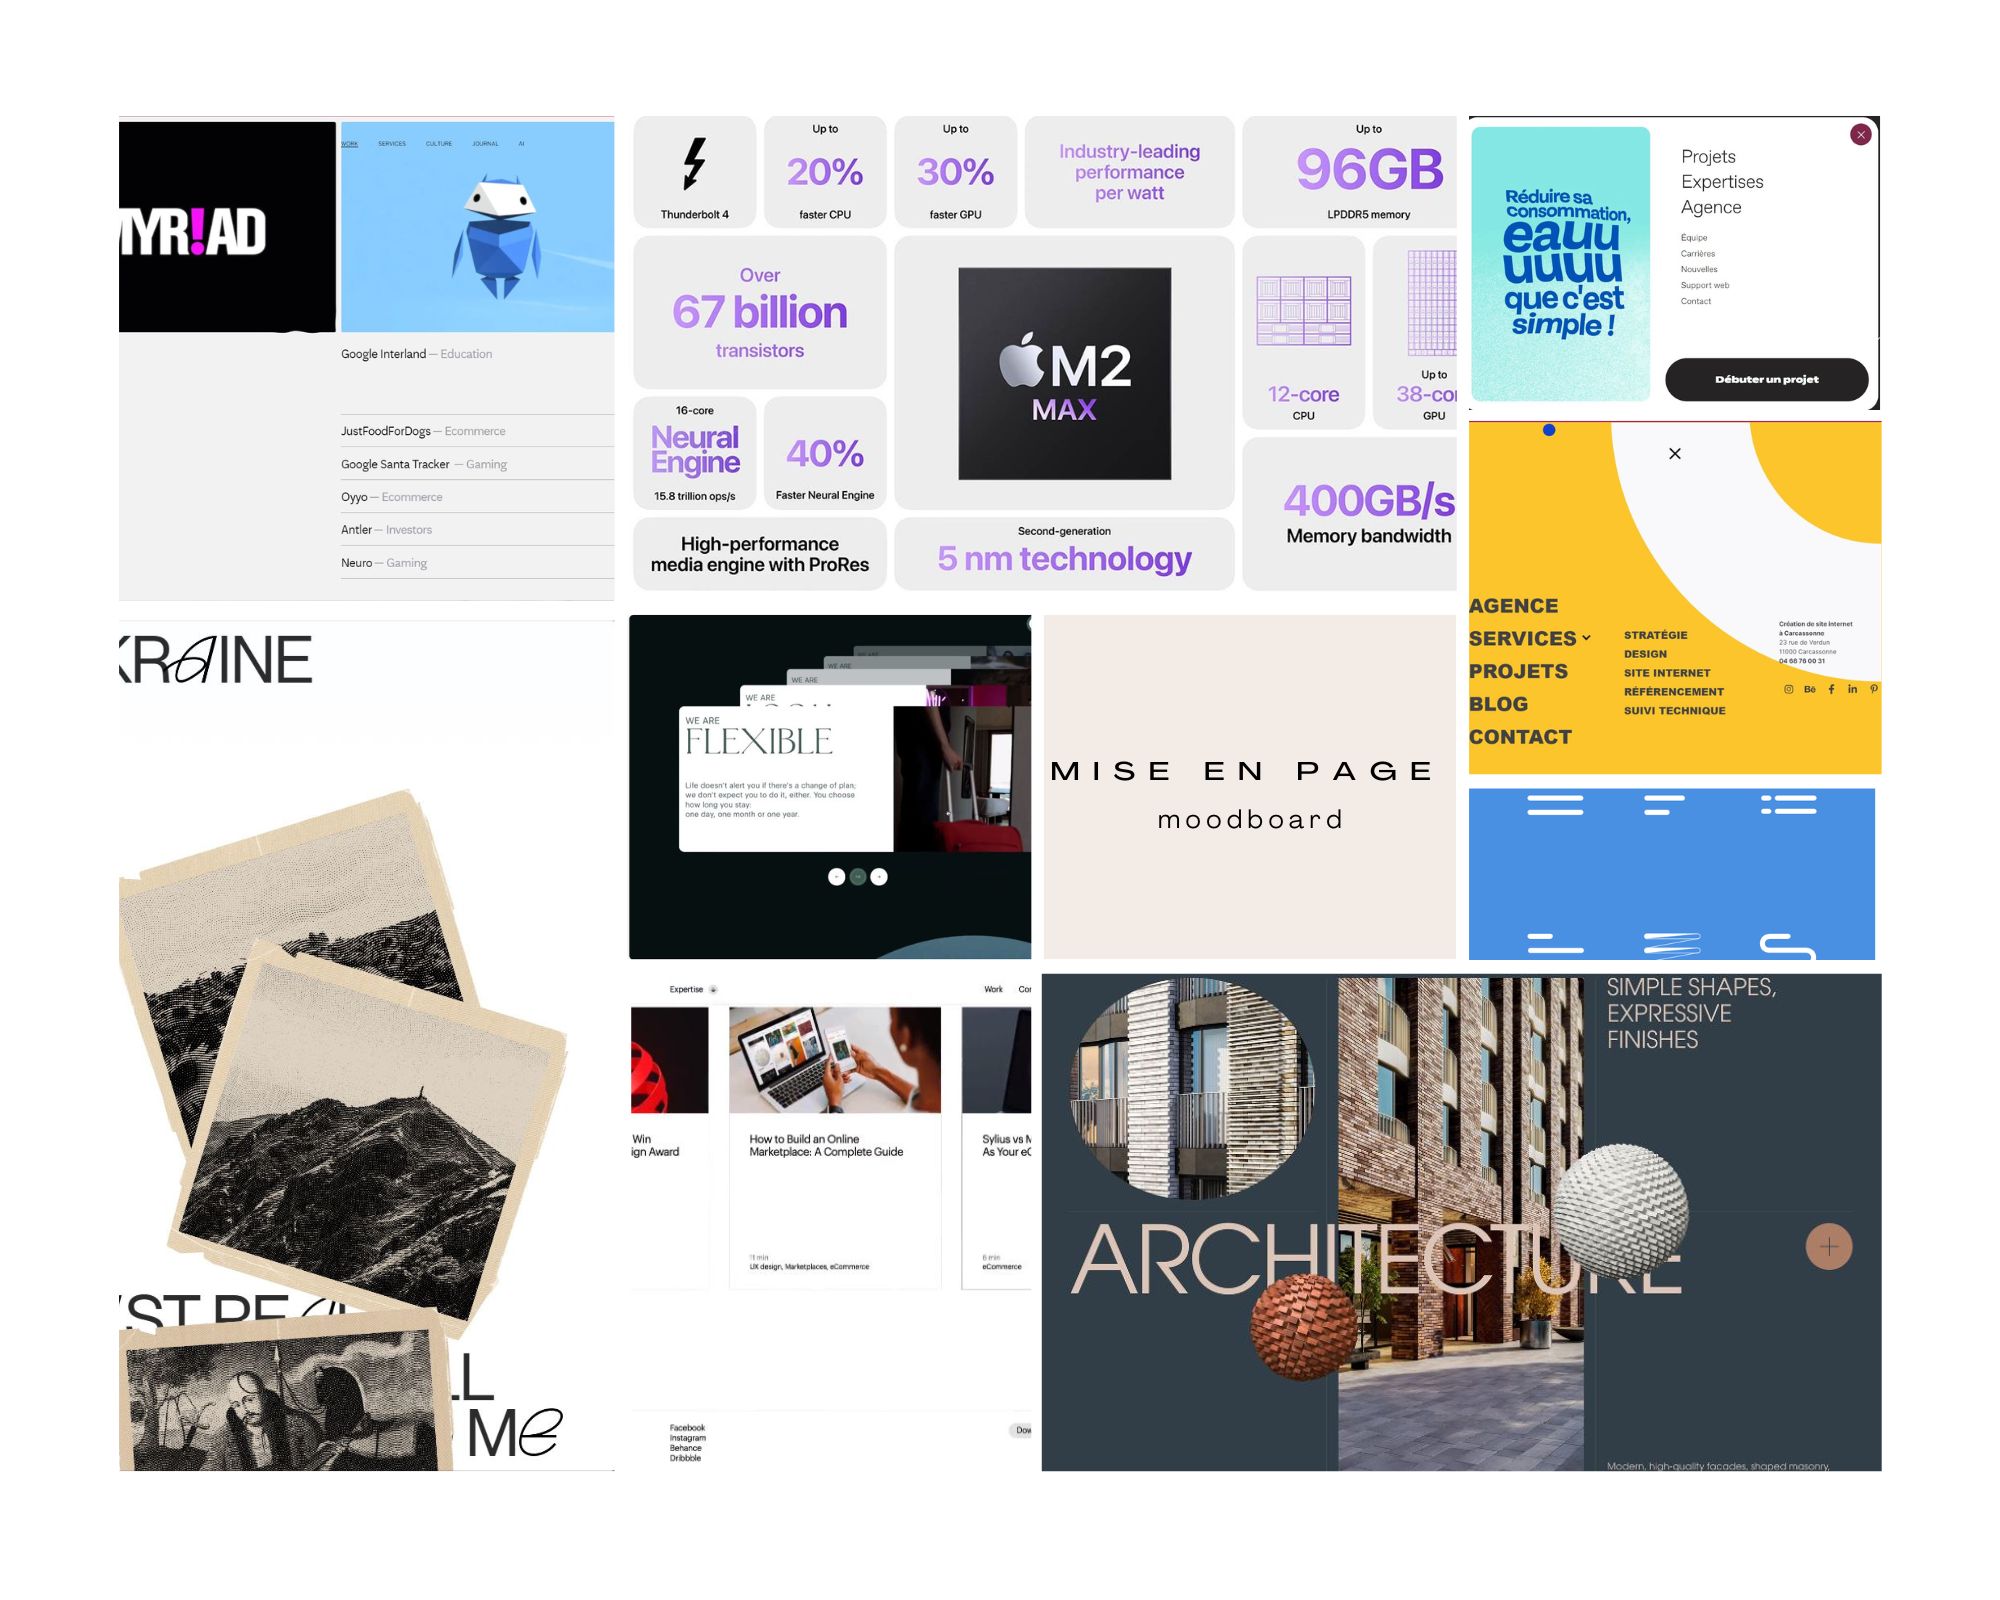 MYR!AD
WORK SERVICES CULTURE JOURNAL AI
Google Interland — Education
JustFoodForDogs — Ecommerce
Google Santa Tracker — Gaming
Oyyo — Ecommerce
Antler — Investors
Neuro — Gaming
Thunderbolt 4
Up to
20%
faster CPU
Up to
30%
faster GPU
Industry-leading
performance
per watt
Up to
96GB
LPDDR5 memory
Over
67 billion
transistors
M2
MAX
12-core
CPU
Up to
38-co
GPU
16-core
Neural
Engine
15.8 trillion ops/s
40%
Faster Neural Engine
400GB/s
Memory bandwidth
High-performance
media engine with ProRes
Second-generation
5 nm technology
Réduire sa
consommation,
eauu
uuuu
que c'est
simple !
Projets
Expertises
Agence
Équipe
Carrières
Nouvelles
Support web
Contact
Débuter un projet
AGENCE
SERVICES
PROJETS
BLOG
CONTACT
STRATÉGIE
DESIGN
SITE INTERNET
RÉFÉRENCEMENT
SUIVI TECHNIQUE
Création de site internet
à Carcassonne
23 rue de Verdun
11000 Carcassonne
04 68 76 00 31
KRAINE
ST
LL
ME
WE ARE
WE ARE
WE ARE
WE ARE
WE ARE
FLEXIBLE
Life doesn't alert you if there's a change of plan;
we don't expect you to do it, either. You choose
how long you stay:
one day, one month or one year.
MISE EN PAGE
moodboard
Expertise
Work Con
Win
ign Award
How to Build an Online
Marketplace: A Complete Guide
11 min
UX design, Marketplaces, eCommerce
Sylius vs M
As Your eC
6 min
eCommerce
Facebook
Instagram
Behance
Dribbble
Dow
SIMPLE SHAPES,
EXPRESSIVE
FINISHES
ARCHITECTURE
Modern, high-quality facades, shaped masonry,